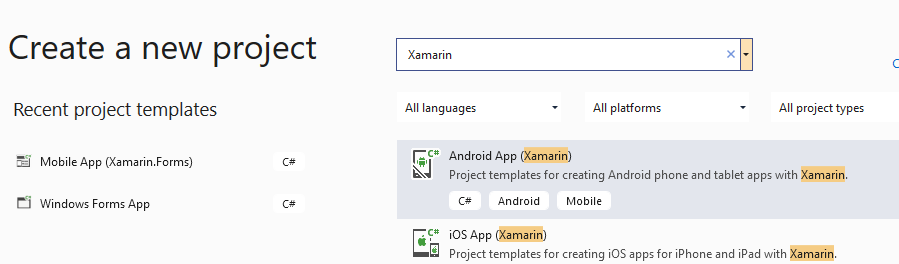 Create a new project
Xamarin
Recent project templates
All languages
All platforms
All project types
Mobile App (Xamarin.Forms)
C#
Windows Forms App
C#
C#
Android App (Xamarin)
Project templates for creating Android phone and tablet apps with Xamarin.
C#
Android
Mobile
C#
iOS App (Xamarin)
Project templates for creating iOS apps for iPhone and iPad with Xamarin.